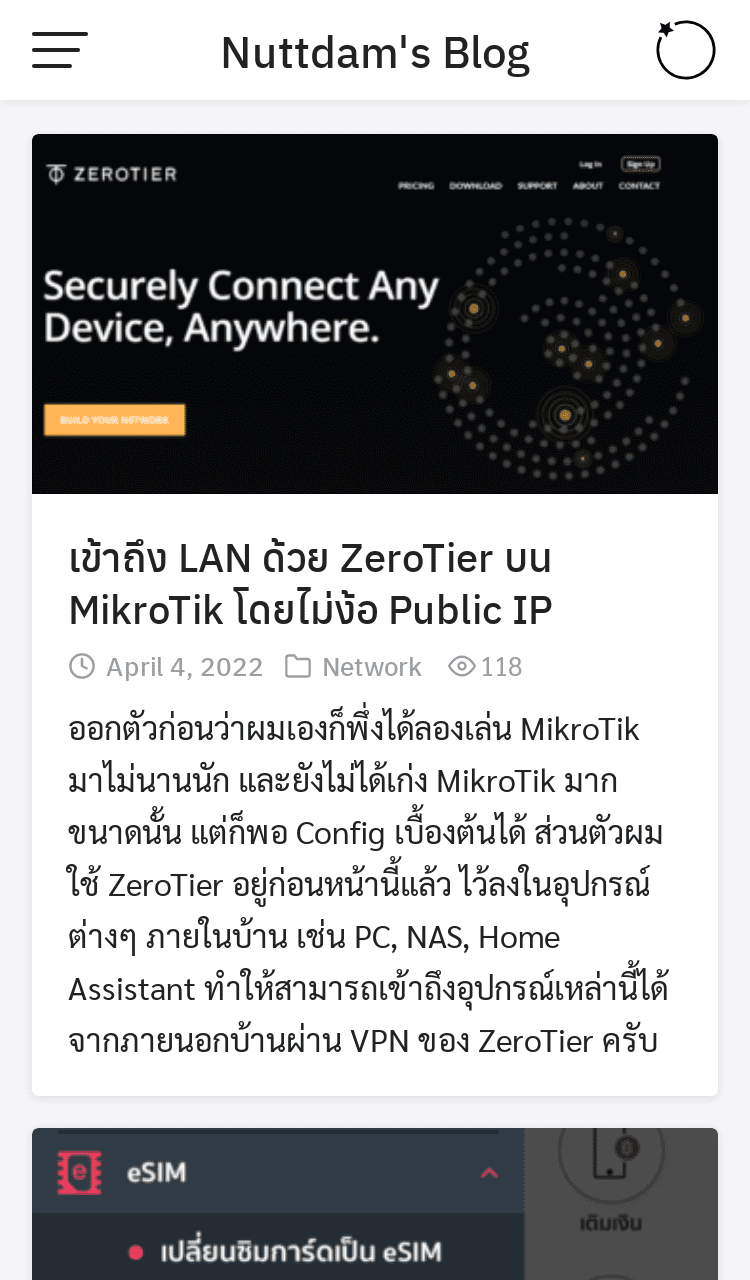 Nuttdam's Blog
ZEROTIER
Log In Sign Up
PRICING DOWNLOAD SUPPORT ABOUT CONTACT
Securely Connect Any
Device, Anywhere.
BUILD YOUR NETWORK
เข้าถึง LAN ด้วย ZeroTier บน
MikroTik โดยไม่ง้อ Public IP
April 4, 2022 Network 118
ออกตัวก่อนว่าผมเองก็พึ่งได้ลองเล่น MikroTik
มาไม่นานนัก และยังไม่ได้เก่ง MikroTik มาก
ขนาดนั้น แต่ก็พอ Config เบื้องต้นได้ ส่วนตัวผม
ใช้ ZeroTier อยู่ก่อนหน้านี้แล้ว ไว้ลงในอุปกรณ์
ต่างๆ ภายในบ้าน เช่น PC, NAS, Home
Assistant ทำให้สามารถเข้าถึงอุปกรณ์เหล่านี้ได้
จากภายนอกบ้านผ่าน VPN ของ ZeroTier ครับ
e eSIM
เติมเงิน
เปลี่ยนซิมการ์ดเป็น eSIM